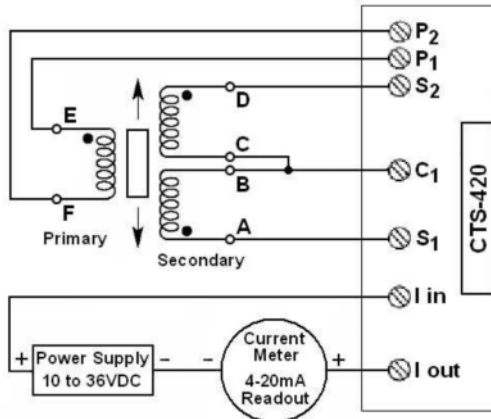 P2
P1
S2
E
D
C
C1
B
F
A
S1
Primary
Secondary
CTS-420
I in
+
Power Supply
10 to 36VDC
-
-
Current
Meter
4-20mA
Readout
+
I out